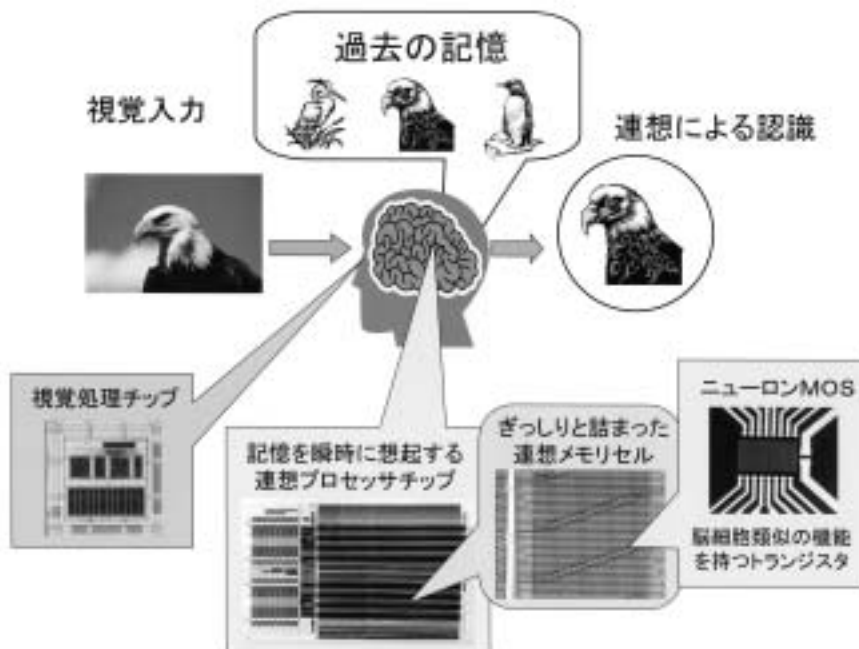 過去の記憶
視覚入力
連想による認識
視覚処理チップ
記憶を瞬時に想起する
連想プロセッサチップ
ぎっしりと詰まった
連想メモリセル
ニューロンMOS
脳細胞類似の機能
を持つトランジスタ